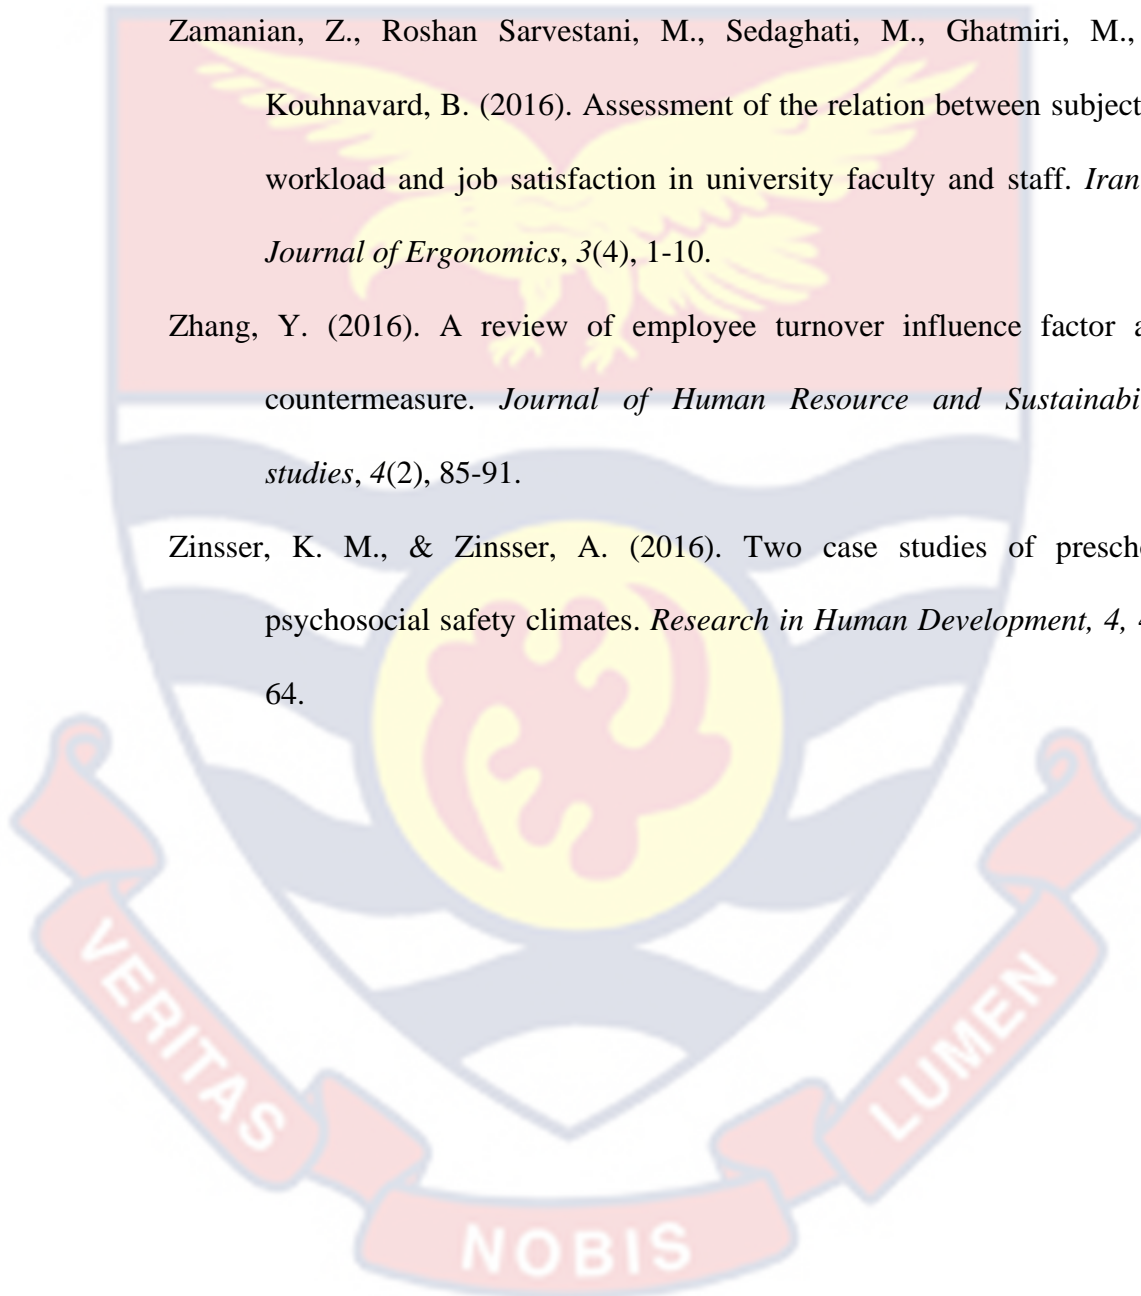 Zamanian, Z., Roshan Sarvestani, M., Sedaghati, M., Ghatmiri, M.,
Kouhnavard, B. (2016). Assessment of the relation between subject
workload and job satisfaction in university faculty and staff. Iran
Journal of Ergonomics, 3(4), 1-10.
Zhang, Y. (2016). A review of employee turnover influence factor a
countermeasure. Journal of Human Resource and Sustainabi
studies, 4(2), 85-91.
Zinsser, K. M., & Zinsser, A. (2016). Two case studies of prescho
psychosocial safety climates. Research in Human Development, 4, 4
64.
VERITAS
NOBIS
LUMEN